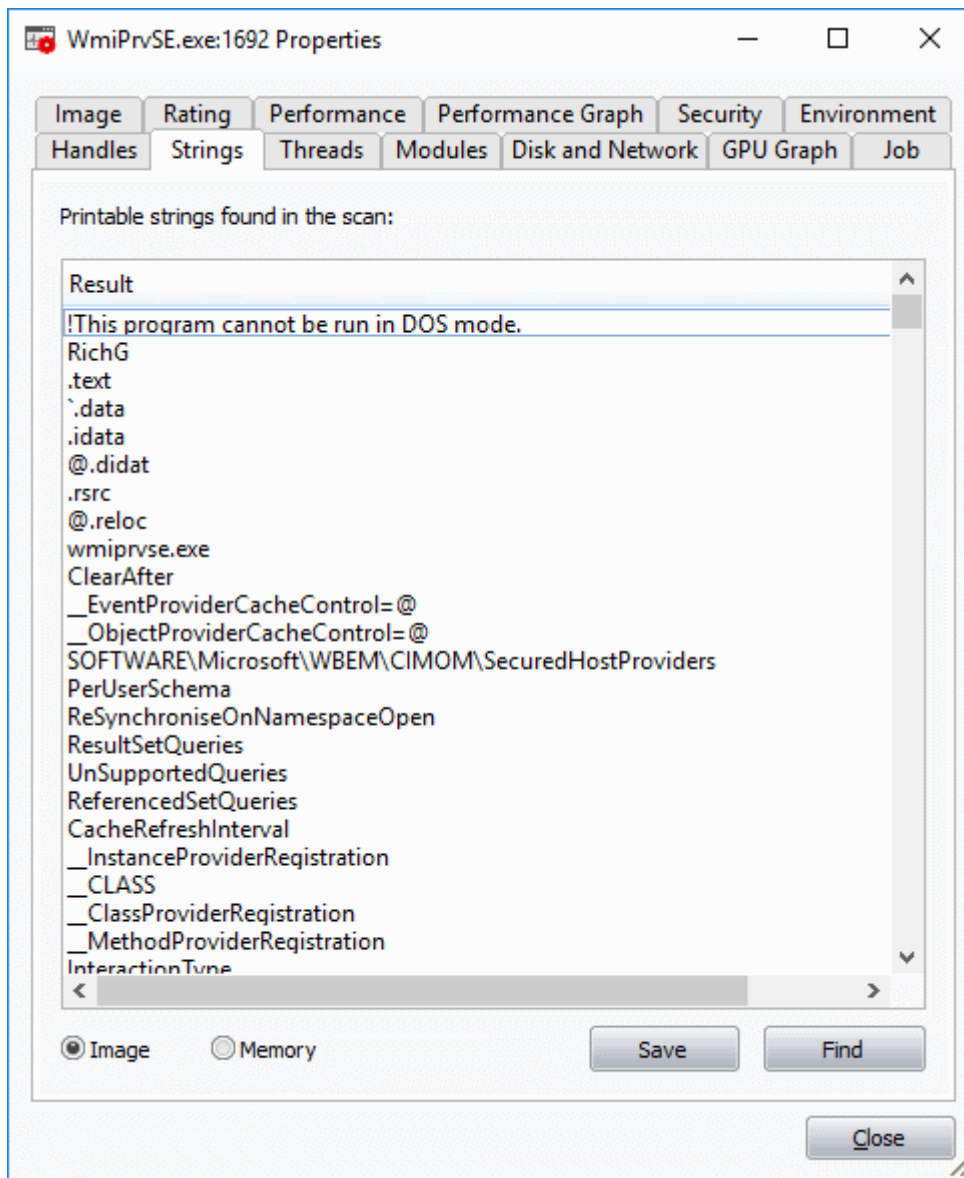 WmiPrvSE.exe:1692 Properties
Image Rating Performance Performance Graph Security Environment
Handles Strings Threads Modules Disk and Network GPU Graph Job
Printable strings found in the scan:
Result
!This program cannot be run in DOS mode.
RichG
.text
`.data
.idata
@.didat
.rsrc
@.reloc
wmiprvse.exe
ClearAfter
__EventProviderCacheControl=@
__ObjectProviderCacheControl=@
SOFTWARE\Microsoft\WBEM\CIMOM\SecuredHostProviders
PerUserSchema
ReSynchroniseOnNamespaceOpen
ResultSetQueries
UnSupportedQueries
ReferencedSetQueries
CacheRefreshInterval
__InstanceProviderRegistration
__CLASS
__ClassProviderRegistration
__MethodProviderRegistration
InteractionType
Image Memory Save Find
Close